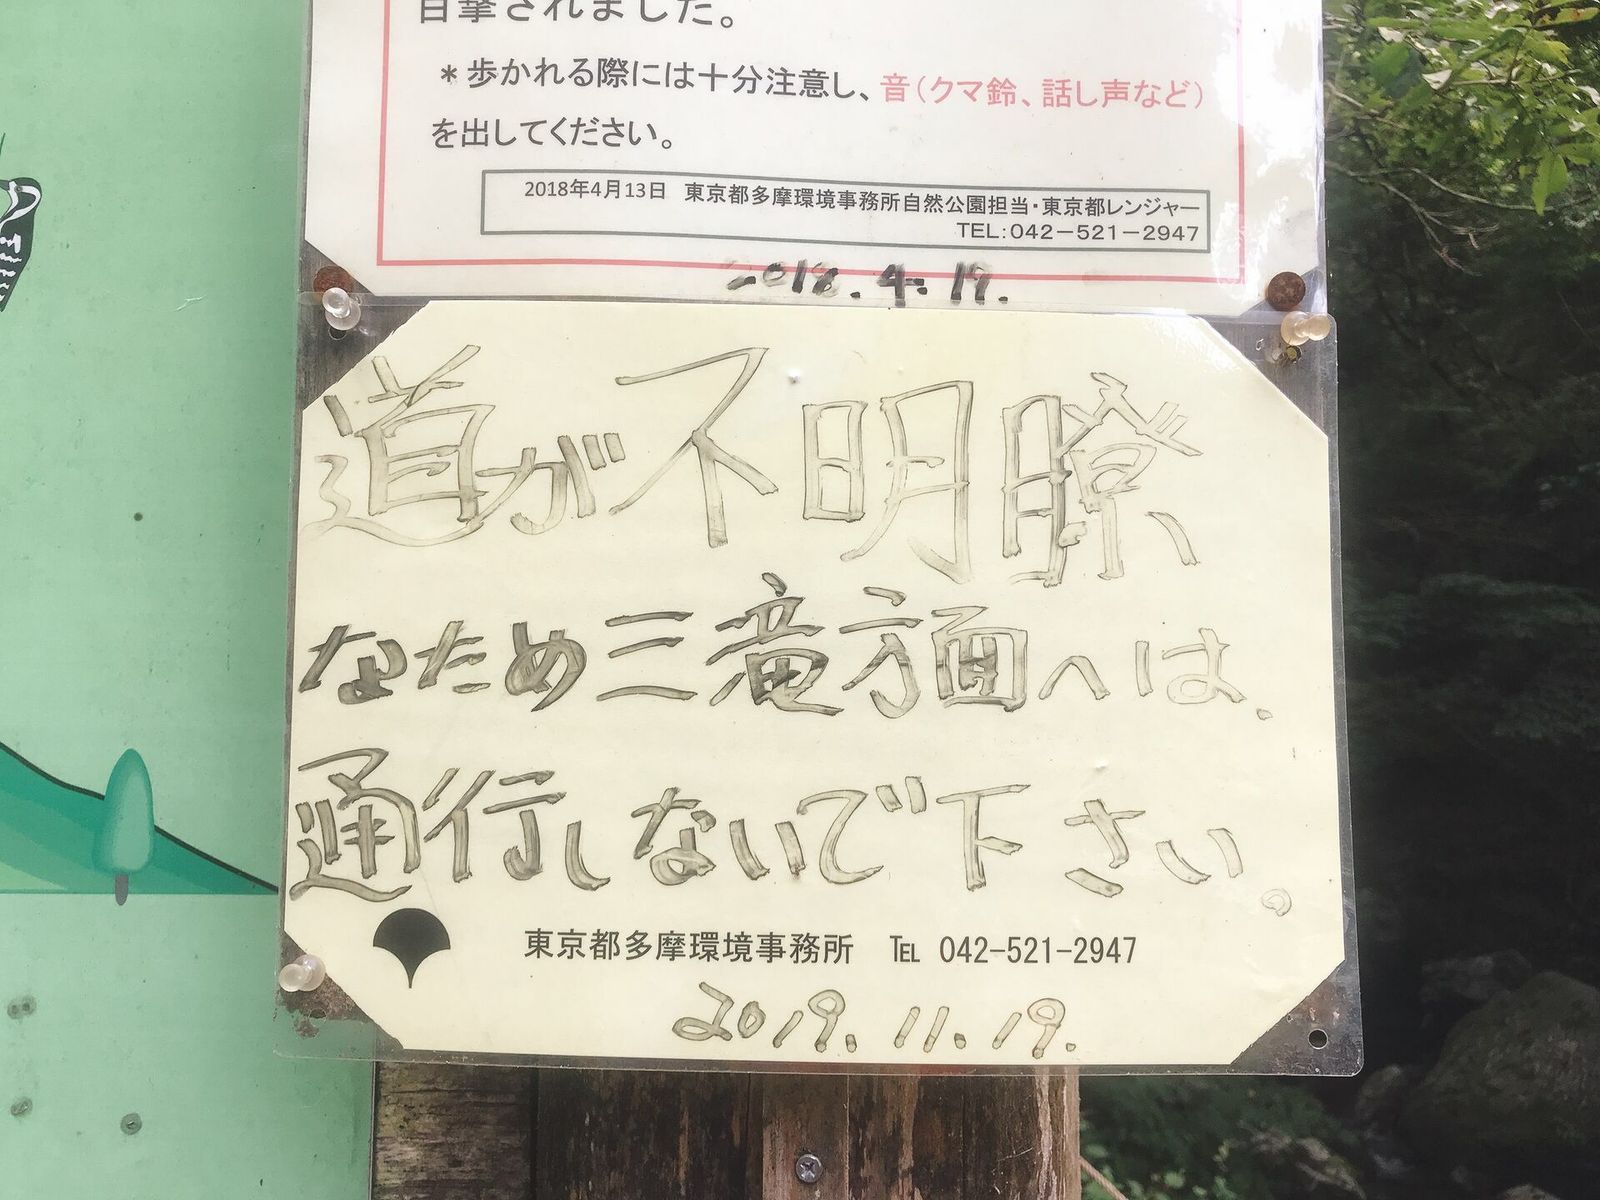 目撃されました。
＊歩かれる際には十分注意し、音（クマ鈴、話し声など）
を出してください。
2018年4月13日　東京都多摩環境事務所自然公園担当・東京都レンジャー
TEL：042－521－2947
2018.4.19.
道が不明瞭
なため三滝方面へは、
通行しないで下さい。
東京都多摩環境事務所　℡ 042-521-2947
2019.11.19.